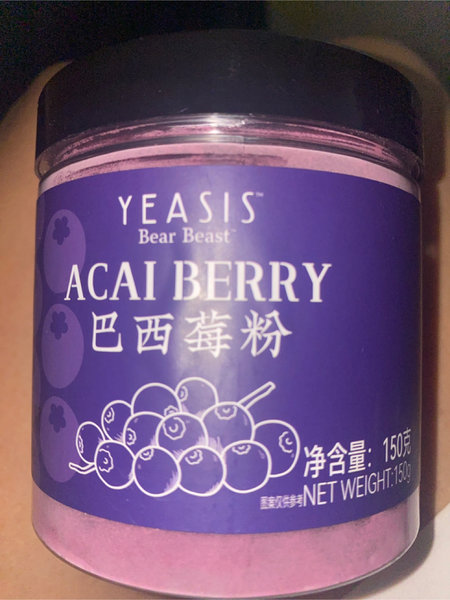 YEASIS™
Bear Beast™
ACAI BERRY
巴西莓粉
净含量：150克
图案仅供参考 NET WEIGHT:150g